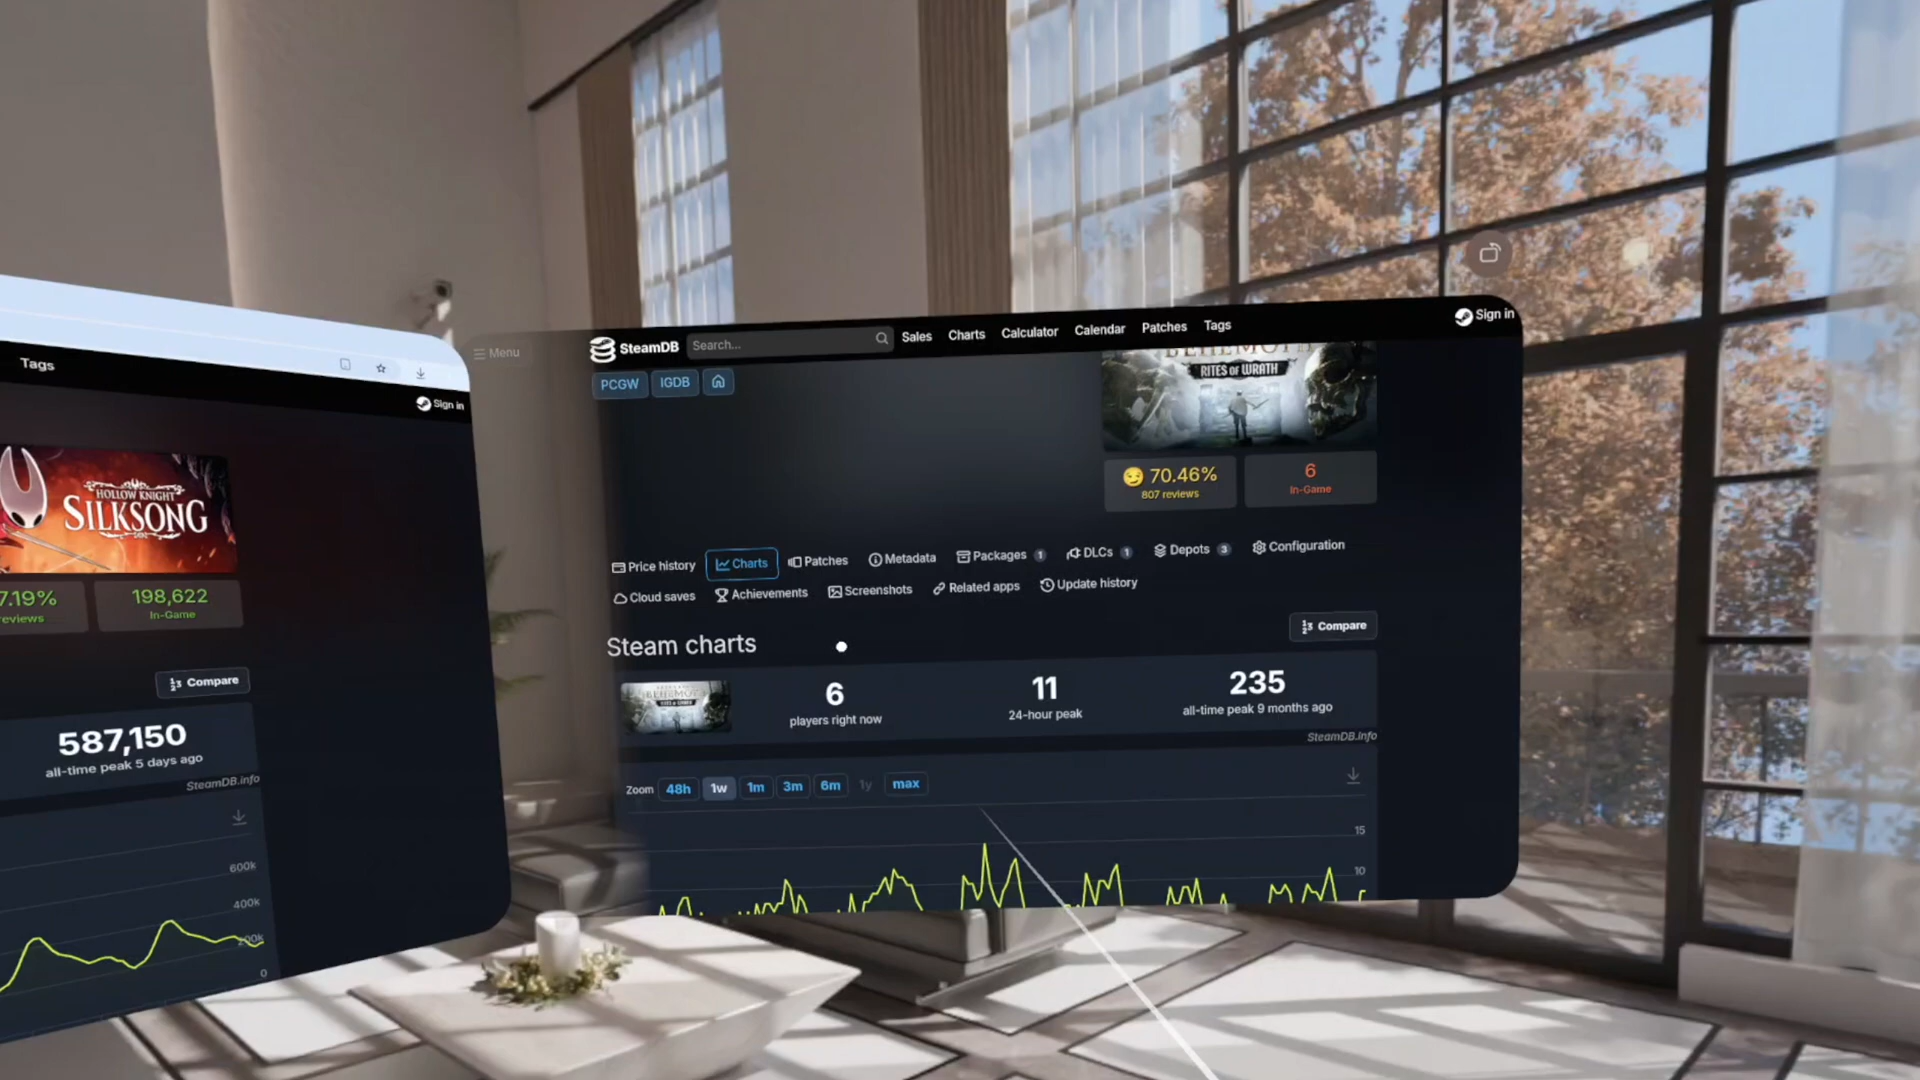 Tags
Sign in
HOLLOW KNIGHT
SILKSONG
7.19%
reviews
198,622
In-Game
Compare
587,150
all-time peak 5 days ago
SteamDB.info
600k
400k
200k
0
Menu
SteamDB
Search...
Sales
Charts
Calculator
Calendar
Patches
Tags
Sign in
PCGW
IGDB
BEHEMOTH
RITES OF WRATH
70.46%
807 reviews
6
In-Game
Price history
Charts
Patches
Metadata
Packages 1
DLCs 1
Depots 3
Configuration
Cloud saves
Achievements
Screenshots
Related apps
Update history
Steam charts
Compare
BEHEMOTH
6
players right now
11
24-hour peak
235
all-time peak 9 months ago
SteamDB.info
Zoom 48h 1w 1m 3m 6m 1y max
15
10